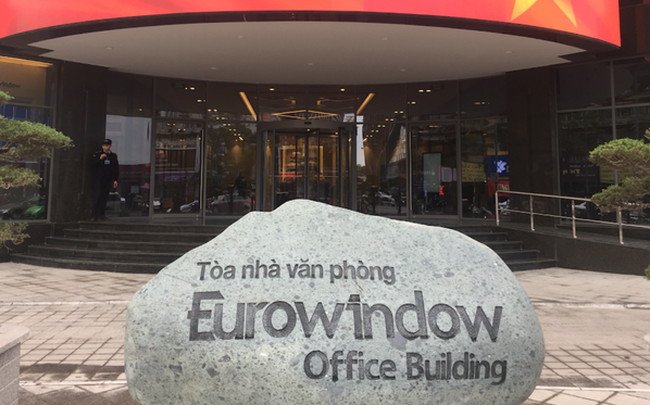 Tòa nhà văn phòng
Eurowindow
Office Building